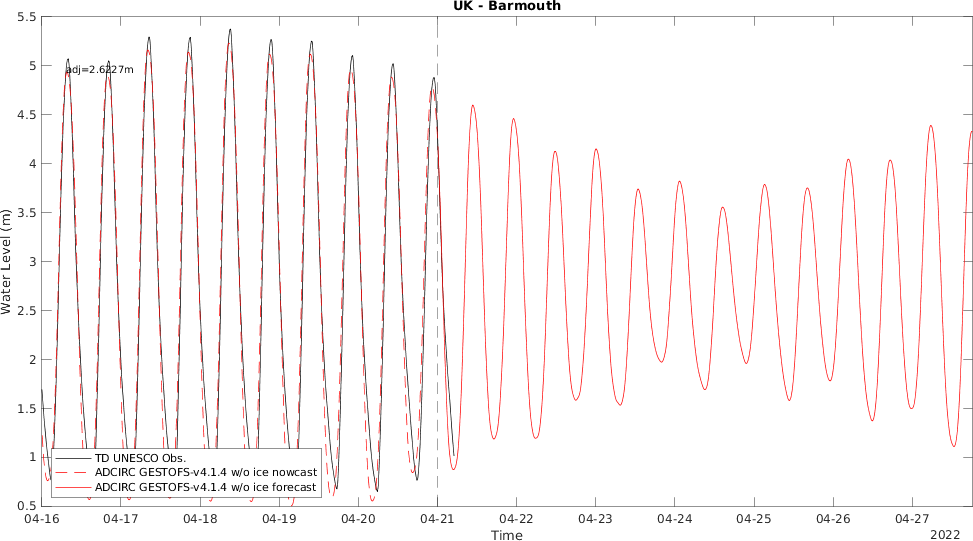 UK - Barmouth
5.5
5
4.5
4
3.5
3
2.5
2
1.5
1
0.5
Water Level (m)
adj=2.6227m
TD UNESCO Obs.
ADCIRC GESTOFS-v4.1.4 w/o ice nowcast
ADCIRC GESTOFS-v4.1.4 w/o ice forecast
04-16 04-17 04-18 04-19 04-20 04-21 04-22 04-23 04-24 04-25 04-26 04-27
Time
2022